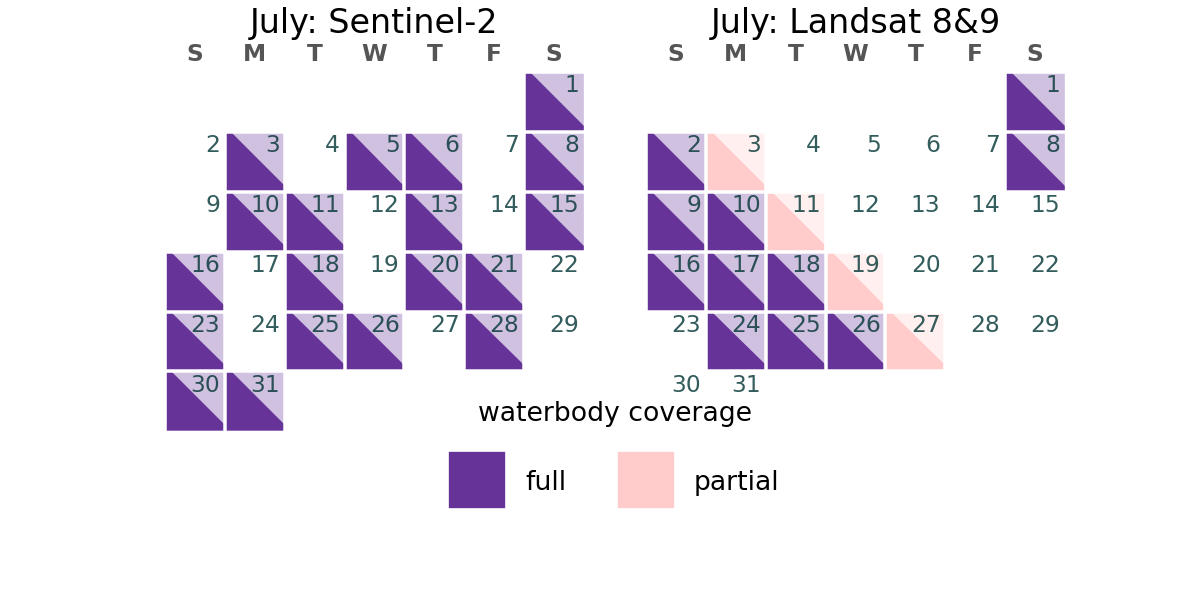 July: Sentinel-2
S M T W T F S
1
2 3 4 5 6 7 8
9 10 11 12 13 14 15
16 17 18 19 20 21 22
23 24 25 26 27 28 29
30 31
July: Landsat 8&9
S M T W T F S
1
2 3 4 5 6 7 8
9 10 11 12 13 14 15
16 17 18 19 20 21 22
23 24 25 26 27 28 29
30 31
waterbody coverage
full partial